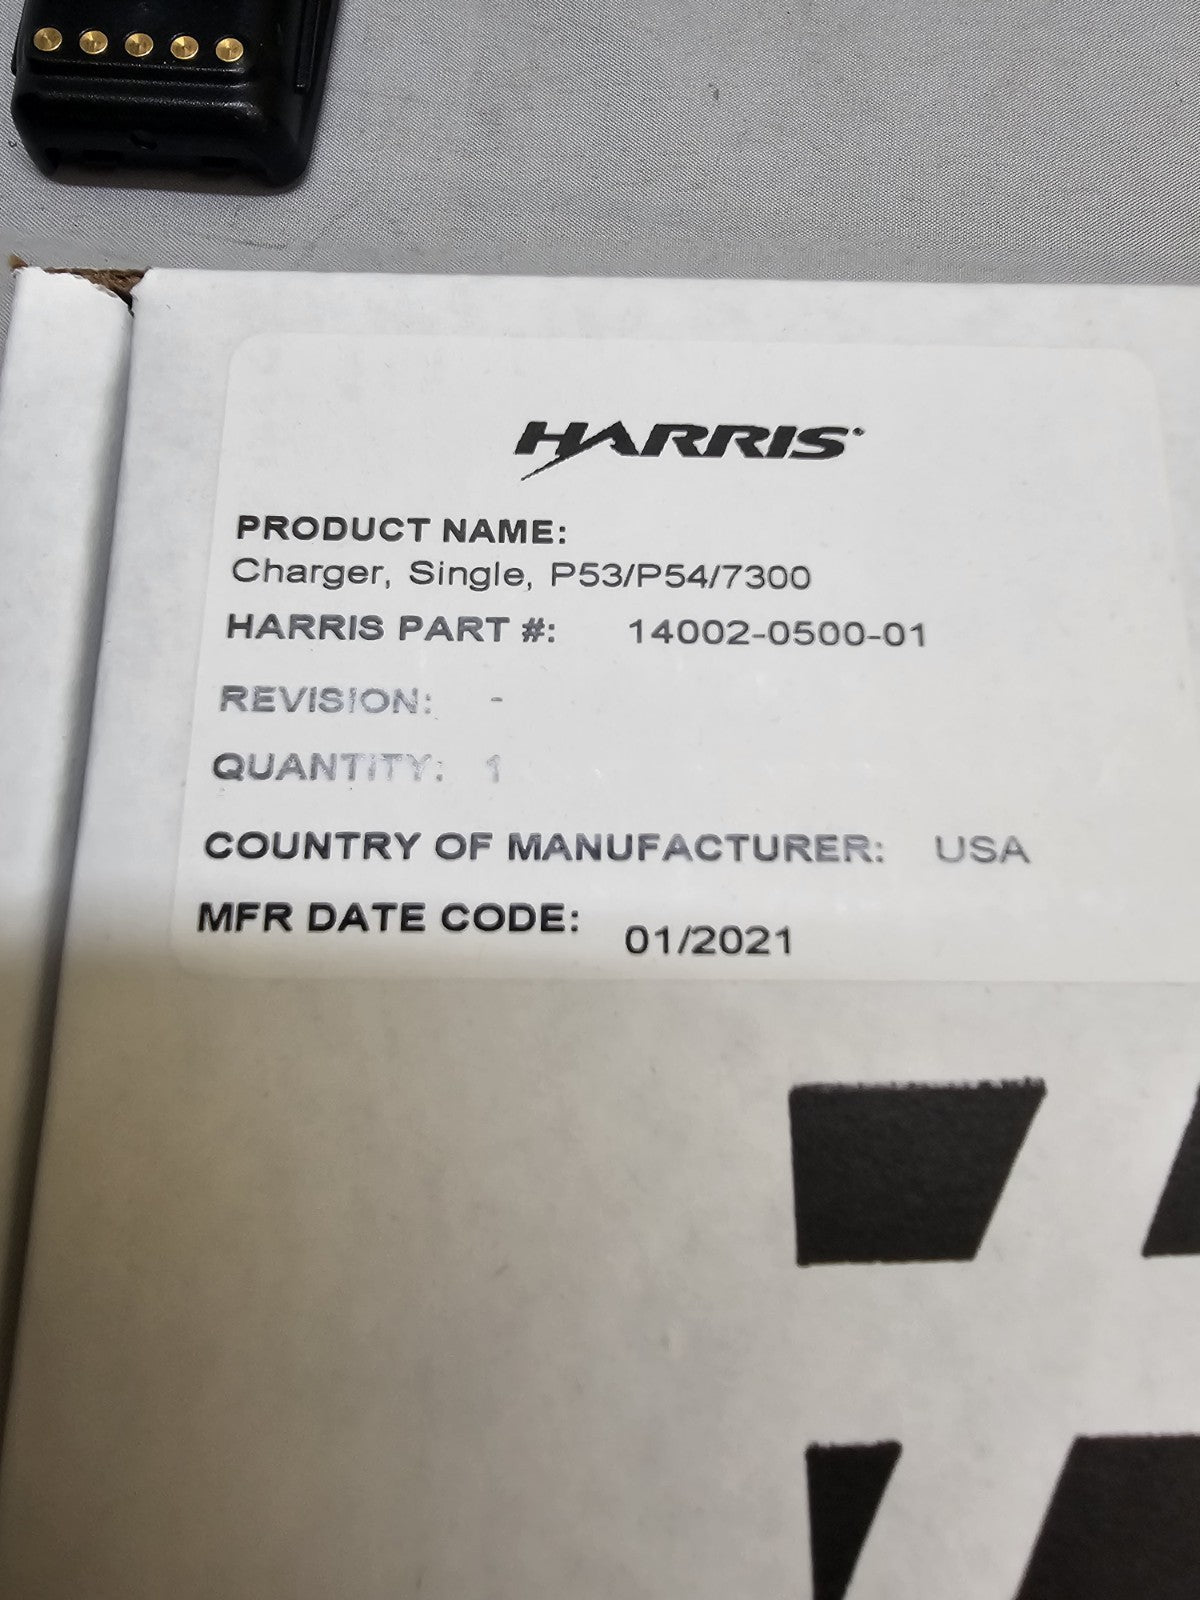 HARRIS
PRODUCT NAME:
Charger, Single, P53/P54/7300
HARRIS PART #: 14002-0500-01
REVISION: -
QUANTITY: 1
COUNTRY OF MANUFACTURER: USA
MFR DATE CODE: 01/2021